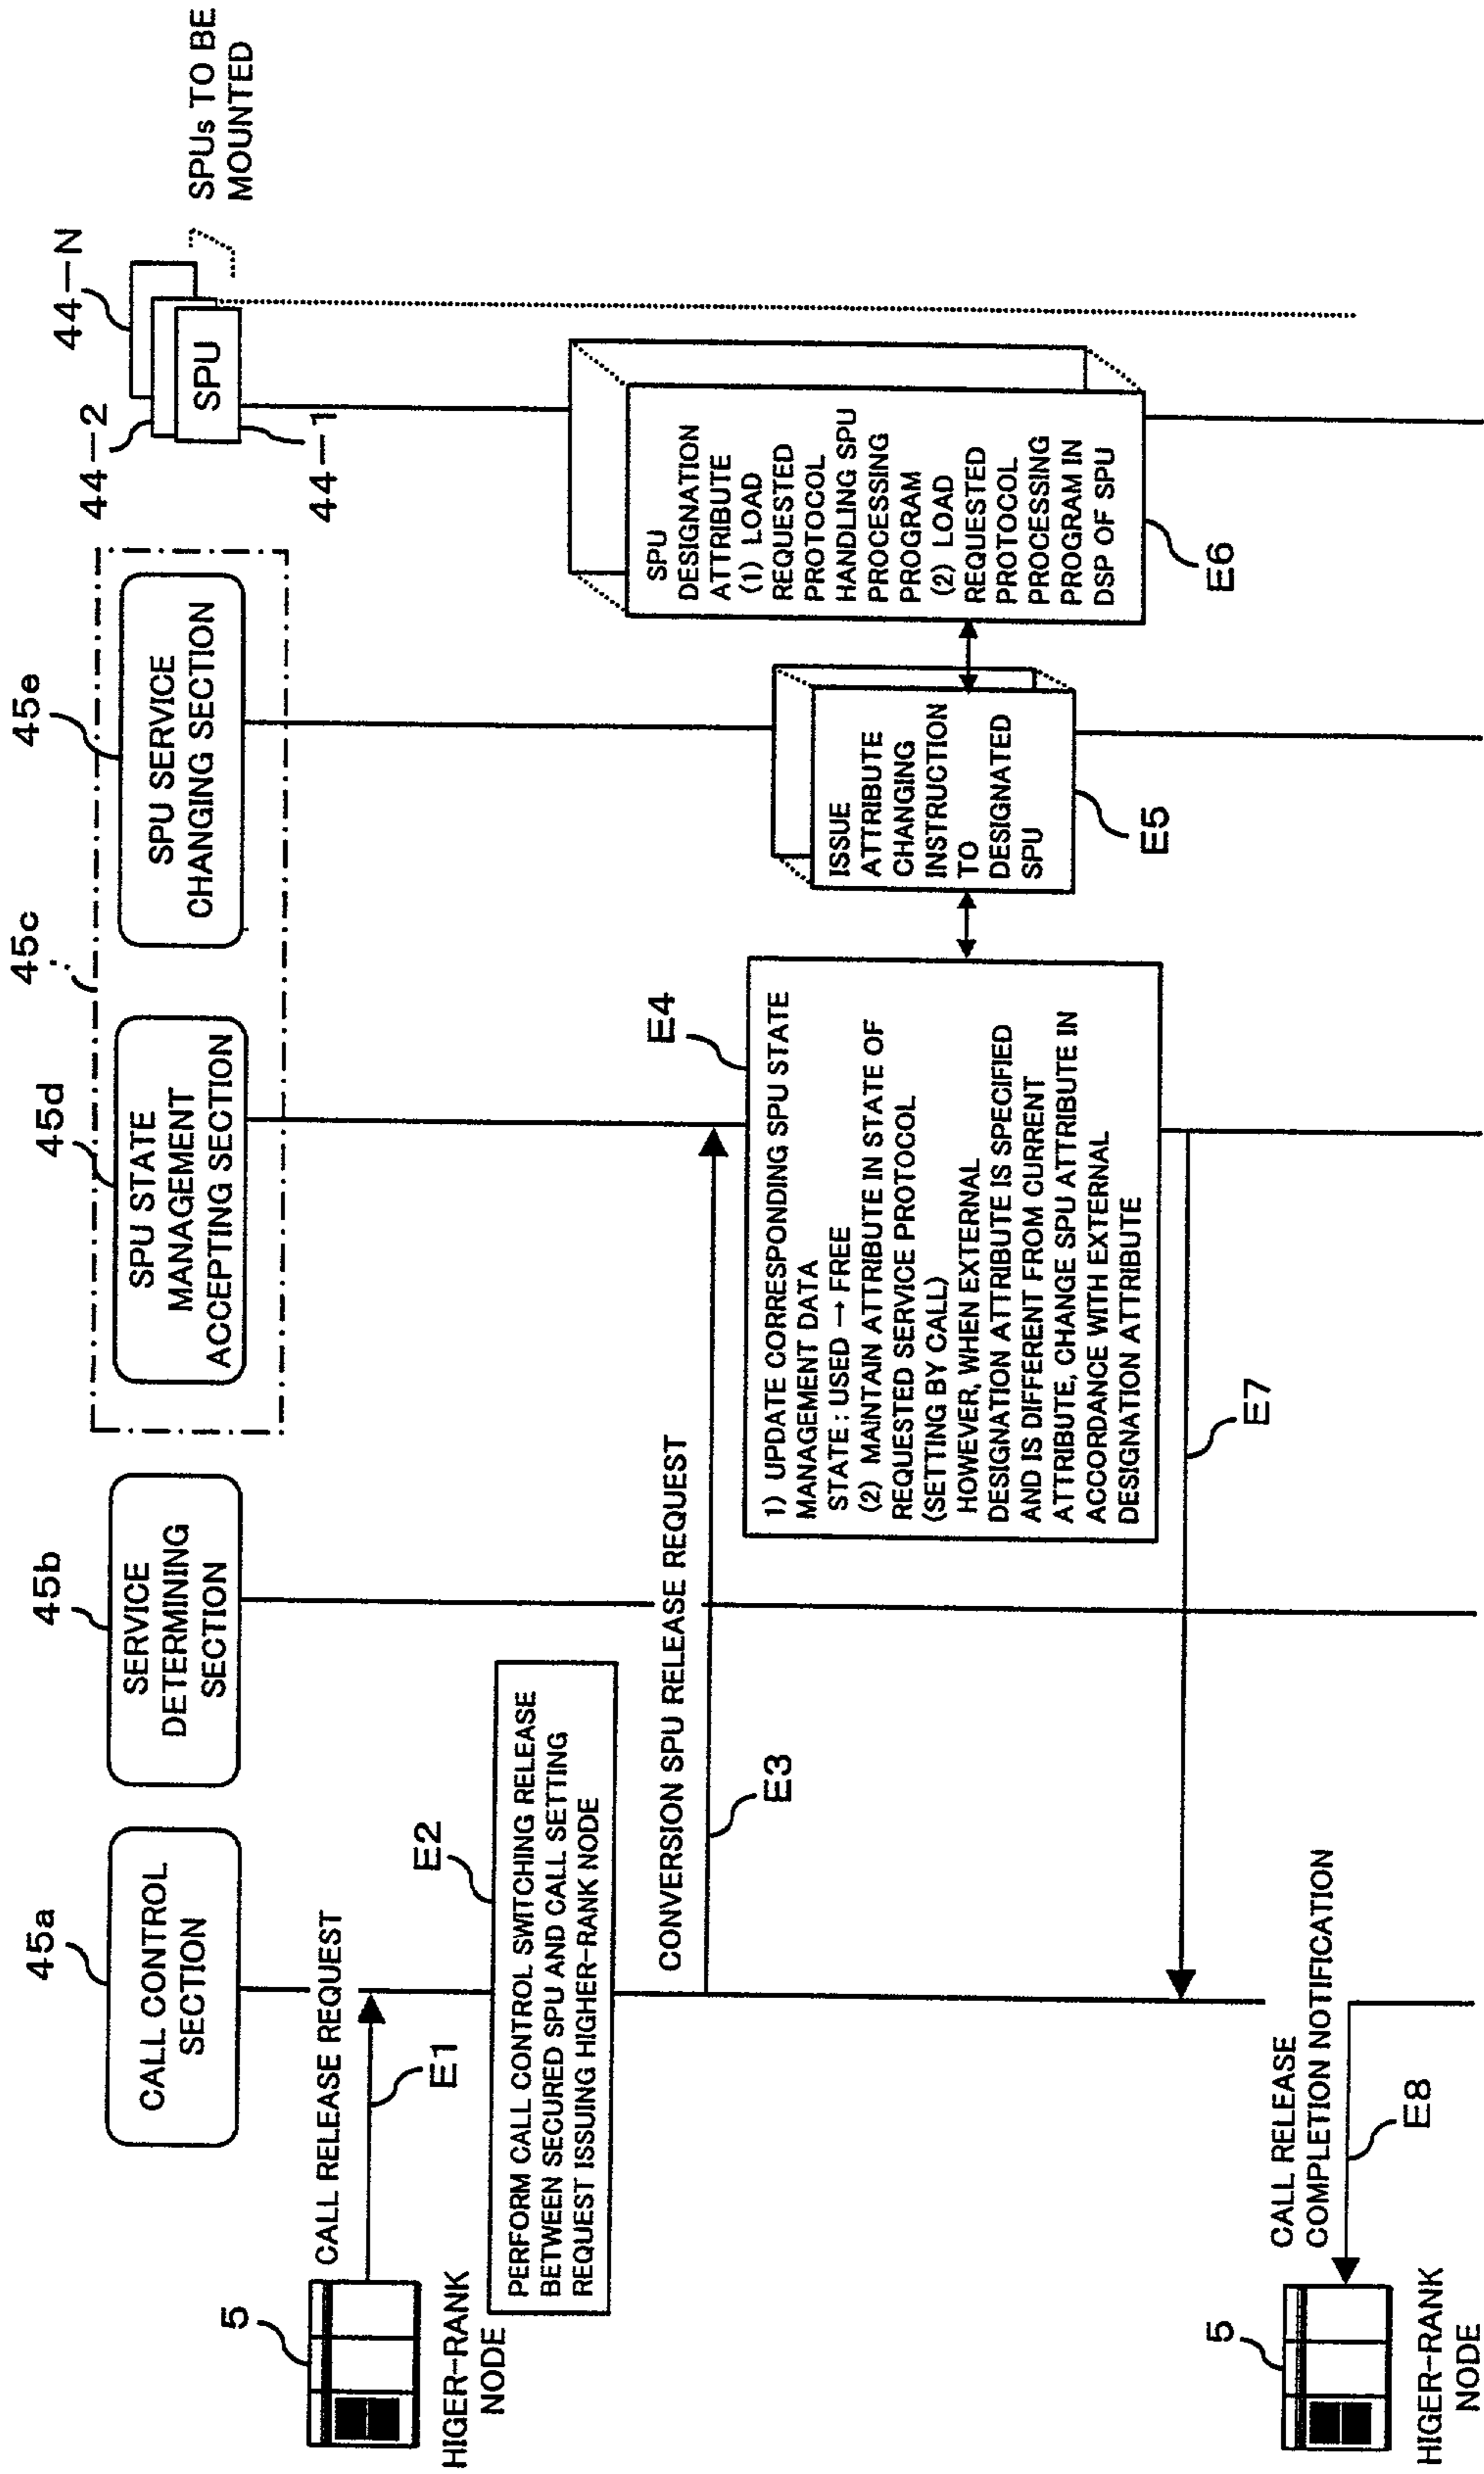 45a
CALL CONTROL
SECTION
45b
SERVICE
DETERMINING
SECTION
45c
45d
SPU STATE
MANAGEMENT
ACCEPTING SECTION
45e
SPU SERVICE
CHANGING SECTION
44-2
44-N
SPU
44-1
SPUs TO BE
MOUNTED
5
HIGER-RANK
NODE
CALL RELEASE REQUEST
E1
E2
PERFORM CALL CONTROL SWITCHING RELEASE
BETWEEN SECURED SPU AND CALL SETTING
REQUEST ISSUING HIGHER-RANK NODE
CONVERSION SPU RELEASE REQUEST
E3
E4
1) UPDATE CORRESPONDING SPU STATE
MANAGEMENT DATA
STATE : USED → FREE
(2) MAINTAIN ATTRIBUTE IN STATE OF
REQUESTED SERVICE PROTOCOL
(SETTING BY CALL)
HOWEVER, WHEN EXTERNAL
DESIGNATION ATTRIBUTE IS SPECIFIED
AND IS DIFFERENT FROM CURRENT
ATTRIBUTE, CHANGE SPU ATTRIBUTE IN
ACCORDANCE WITH EXTERNAL
DESIGNATION ATTRIBUTE
ISSUE
ATTRIBUTE
CHANGING
INSTRUCTION
TO
DESIGNATED
SPU
E5
SPU
DESIGNATION
ATTRIBUTE
(1) LOAD
REQUESTED
PROTOCOL
HANDLING SPU
PROCESSING
PROGRAM
(2) LOAD
REQUESTED
PROTOCOL
PROCESSING
PROGRAM IN
DSP OF SPU
E6
E7
CALL RELEASE
COMPLETION NOTIFICATION
E8
5
HIGER-RANK
NODE